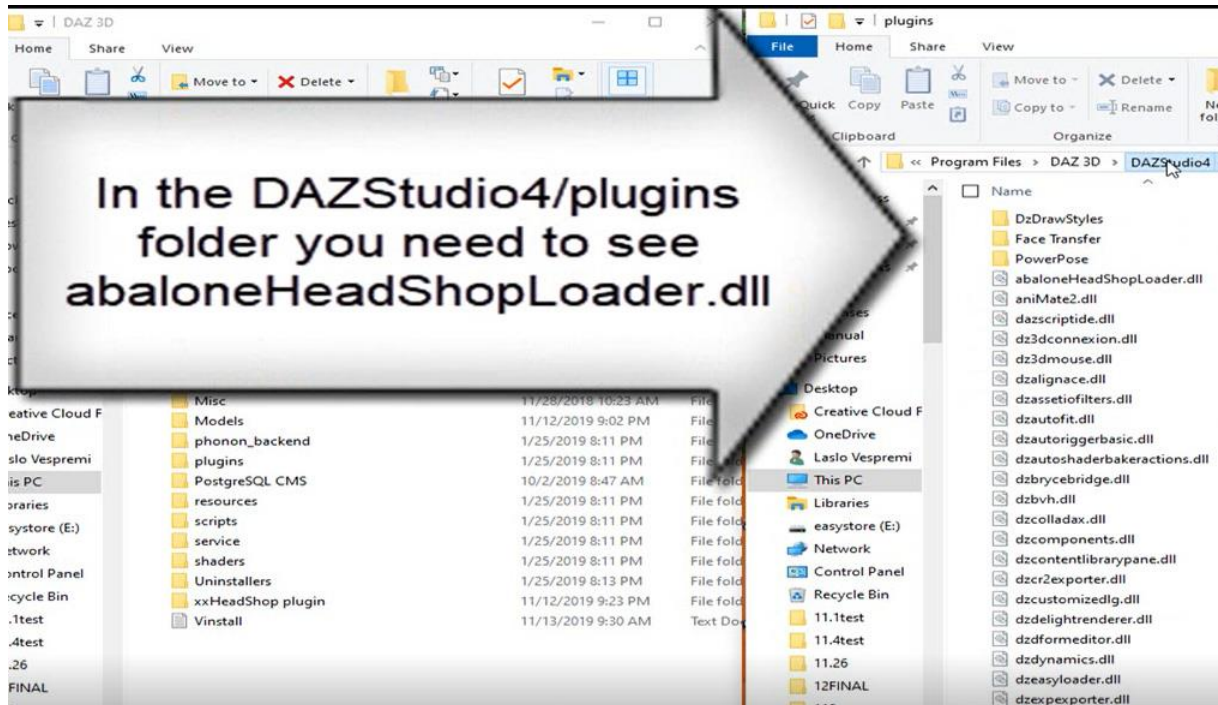 DAZ 3D
Home Share View
Move to Delete
In the DAZStudio4/plugins
folder you need to see
abaloneHeadShopLoader.dll
Misc 11/28/2018 10:23 AM File
Models 11/12/2019 9:02 PM File
phonon_backend 1/25/2019 8:11 PM File
plugins 1/25/2019 8:11 PM File
PostgreSQL CMS 10/2/2019 8:47 AM File fold
resources 1/25/2019 8:11 PM File fold
scripts 1/25/2019 8:11 PM File fold
service 1/25/2019 8:11 PM File fold
shaders 1/25/2019 8:11 PM File fold
Uninstallers 1/25/2019 8:13 PM File fold
xxHeadShop plugin 11/12/2019 9:23 PM File fold
Vinstall 11/13/2019 9:30 AM Text Do
plugins
File Home Share View
Quick Copy Paste
Move to Delete
Copy to Rename
Clipboard Organize
« Program Files > DAZ 3D > DAZStudio4
Name
DzDrawStyles
Face Transfer
PowerPose
abaloneHeadShopLoader.dll
aniMate2.dll
dazscriptide.dll
dz3dconnexion.dll
dz3dmouse.dll
dzalignace.dll
dzassetiofilters.dll
dzautofit.dll
dzautoriggerbasic.dll
dzautoshaderbakeractions.dll
dzbrycebridge.dll
dzbvh.dll
dzcolladax.dll
dzcomponents.dll
dzcontentlibrarypane.dll
dzcr2exporter.dll
dzcustomizedlg.dll
dzdelightrenderer.dll
dzdformeditor.dll
dzdynamics.dll
dzeasyloader.dll
dzexpexporter.dll
Pictures
Desktop
Creative Cloud F
OneDrive
Laslo Vespremi
This PC
Libraries
easystore (E:)
Network
Control Panel
Recycle Bin
11.1test
11.4test
11.26
12FINAL